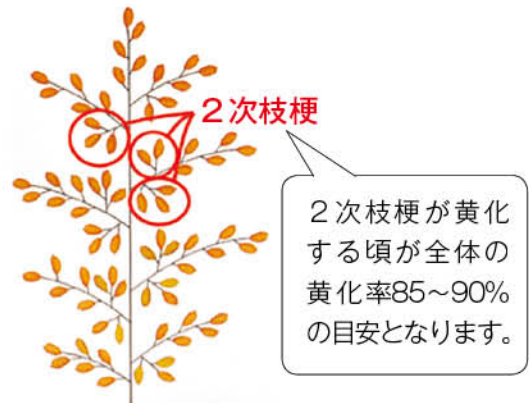 2次枝梗
2次枝梗が黄化
する頃が全体の
黄化率85～90%
の目安となります。